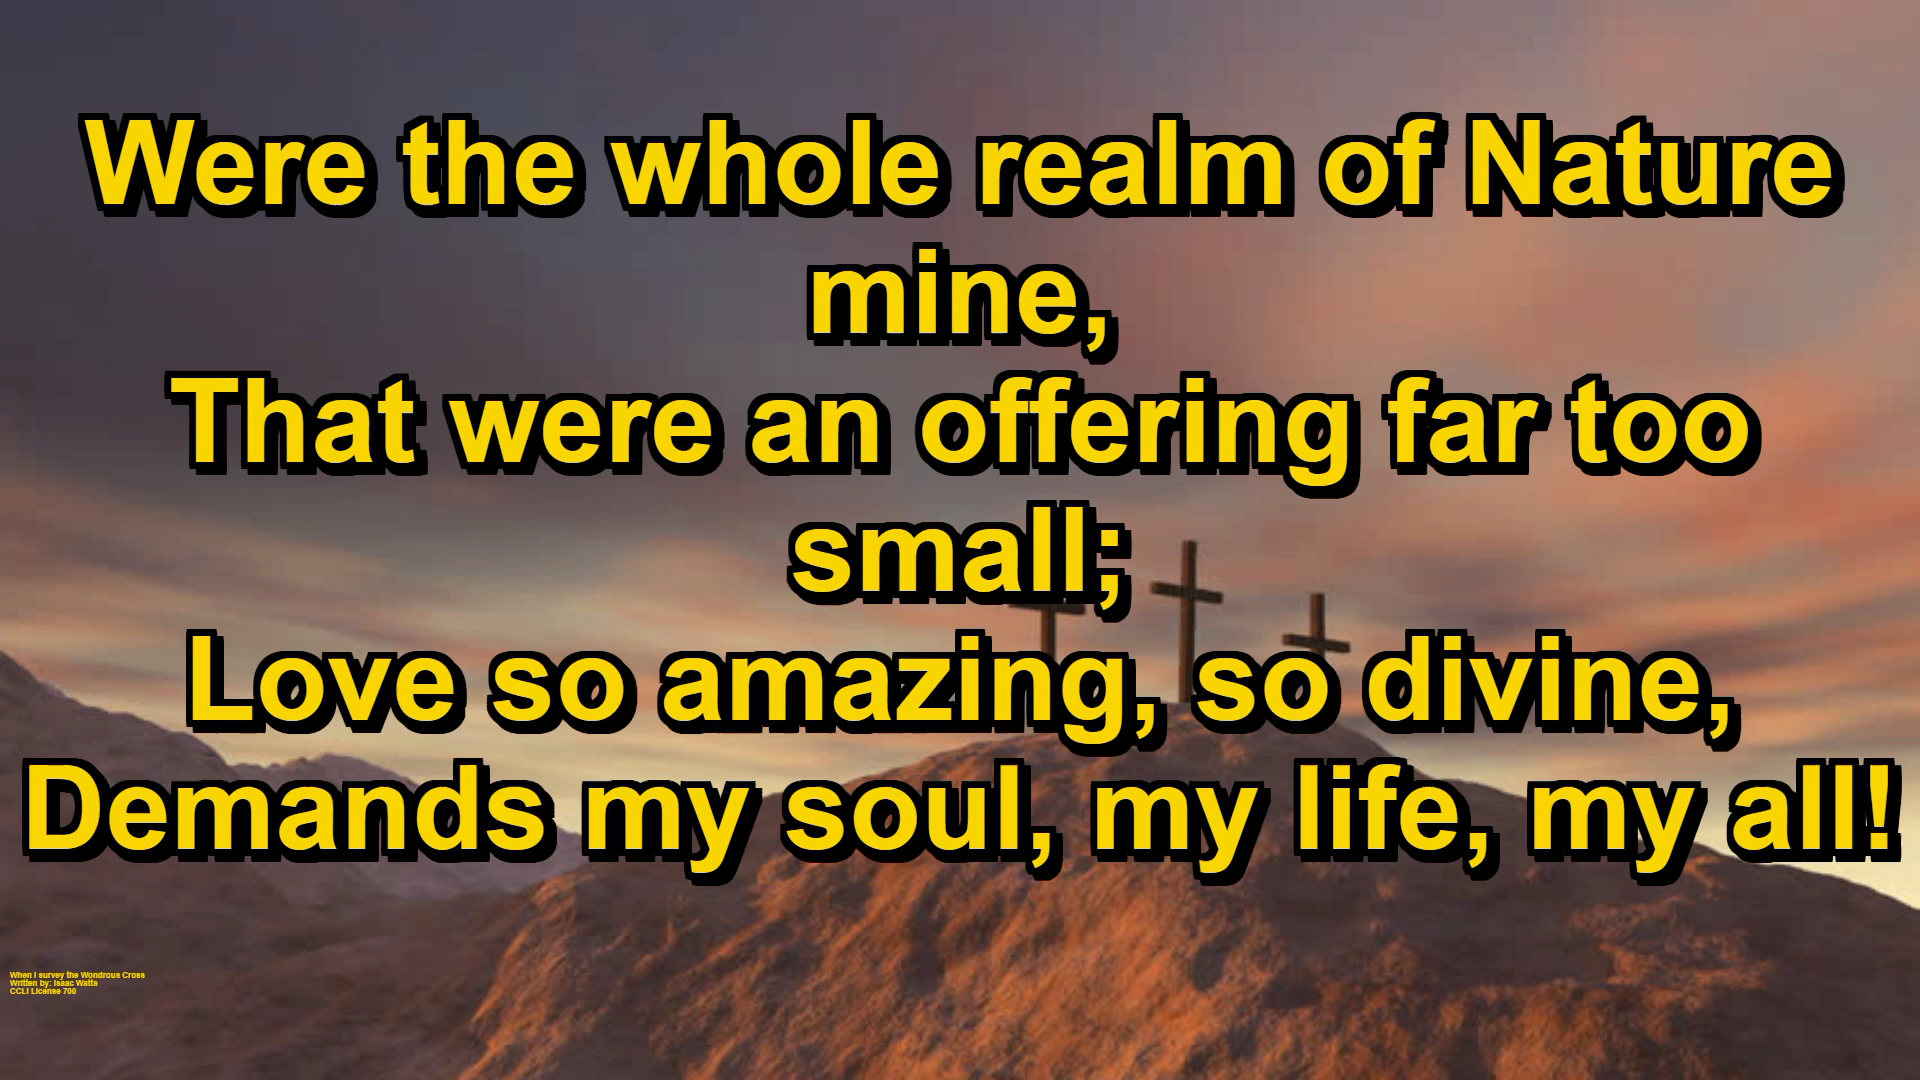 Were the whole realm of Nature
mine,
That were an offering far too
small;
Love so amazing, so divine,
Demands my soul, my life, my all!
When I survey the Wondrous Cross
Written by: Isaac Watts
CCLI License 700